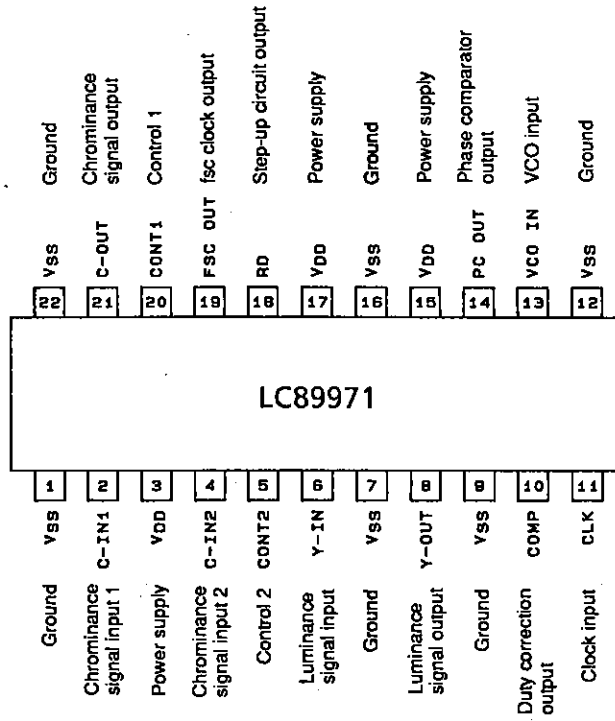 Ground
Chrominance
signal output
Control 1
fsc clock output
Step-up circuit output
Power supply
Ground
Power supply
Phase comparator
output
VCO input
Ground
VSS
C-OUT
CONT1
FSC OUT
RD
VDD
VSS
VDD
PC OUT
VCO IN
VSS
22
21
20
19
18
17
16
15
14
13
12
LC89971
1
2
3
4
5
6
7
8
9
10
11
VSS
C-IN1
VDD
C-IN2
CONT2
Y-IN
VSS
Y-OUT
VSS
COMP
CLK
Ground
Chrominance
signal input 1
Power supply
Chrominance
signal input 2
Control 2
Luminance
signal input
Ground
Luminance
signal output
Ground
Duty correction
output
Clock input